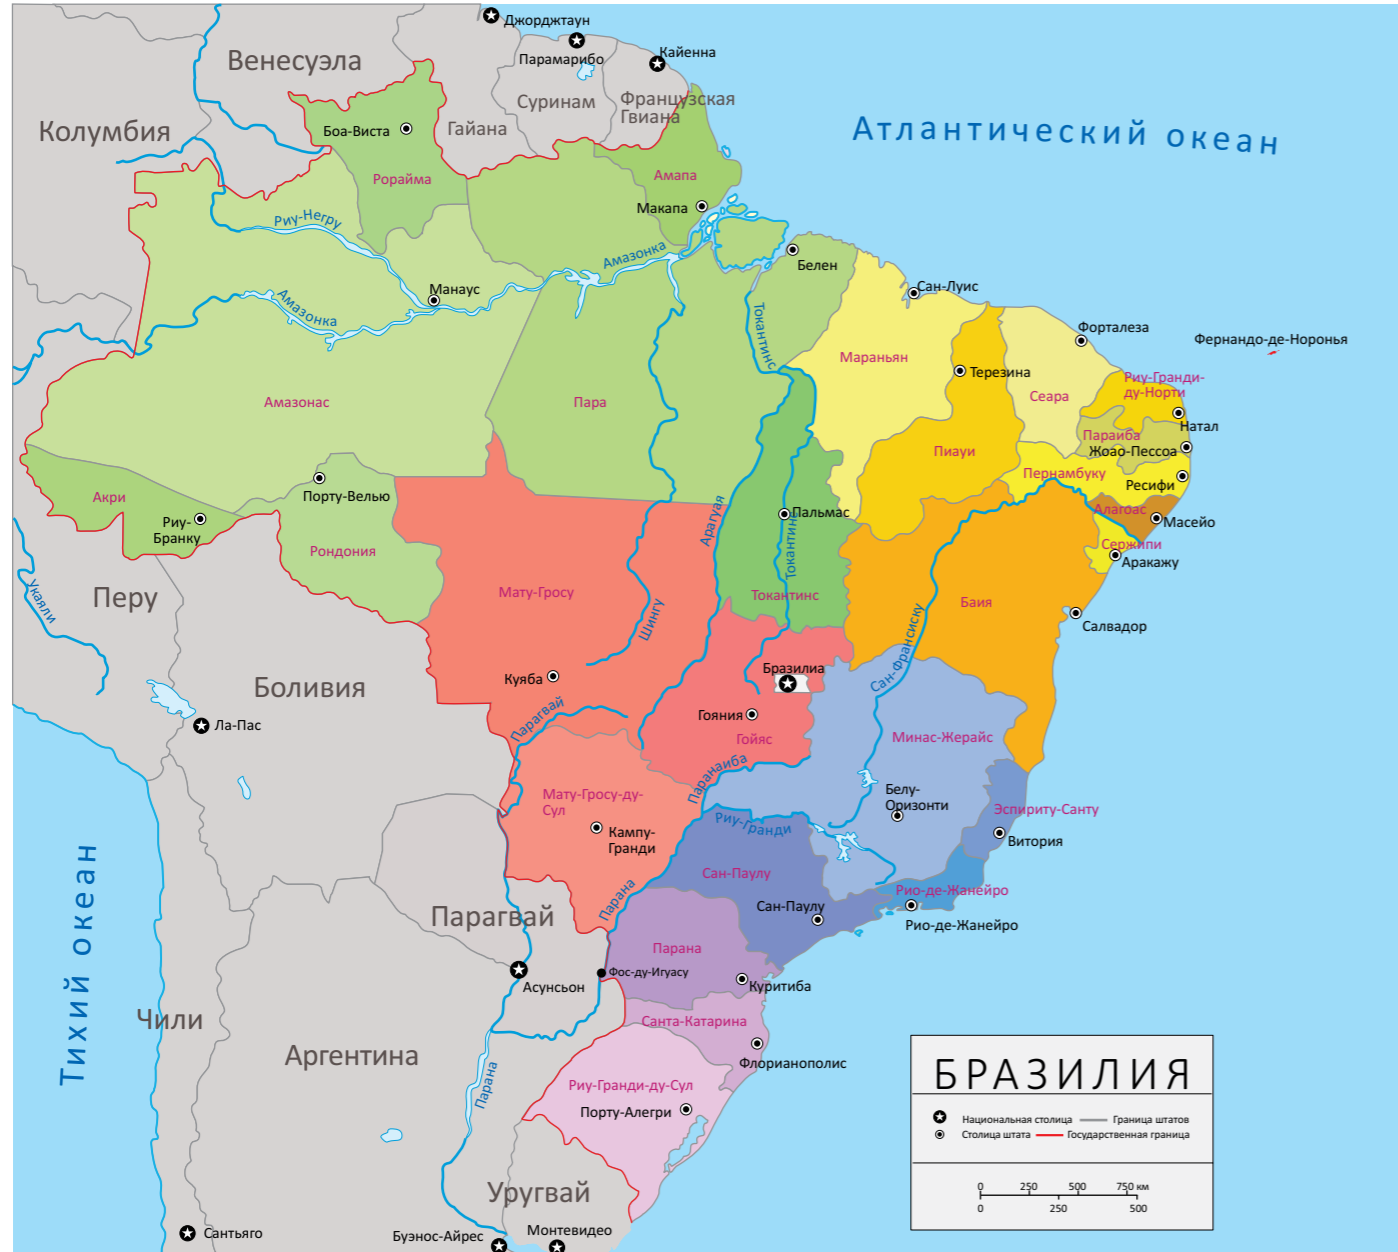 Джорджтаун
Венесуэла
Парамарибо
Кайенна
Суринам
Французская
Гвиана
Колумбия
Боа-Виста
Гайана
Атлантический океан
Рорайма
Амапа
Макапа
Риу-Негру
Амазонка
Белен
Манаус
Амазонка
Сан-Луис
Токантинс
Форталеза
Фернандо-де-Норонья
Мараньян
Терезина
Риу-Гранди-
ду-Норти
Сеара
Амазонас
Пара
Натал
Параиба
Жоао-Пессоа
Пиауи
Пернамбуку
Ресифи
Акри
Порту-Велью
Арагуая
Пальмас
Алагоас
Масейо
Риу-
Бранку
Токантинс
Сержипи
Аракажу
Рондония
Укаяли
Перу
Мату-Гросу
Шингу
Токантинс
Баия
Салвадор
Сан-Франсиску
Бразилиа
Куяба
Боливия
Ла-Пас
Парагвай
Гояния
Гойяс
Минас-Жерайс
Паранаиба
Мату-Гросу-ду-
Сул
Белу-
Оризонти
Эспириту-Санту
Риу-Гранди
Кампу-
Гранди
Витория
Сан-Паулу
Рио-де-Жанейро
Парана
Сан-Паулу
Рио-де-Жанейро
Парагвай
Тихий океан
Парана
Фос-ду-Игуасу
Асунсьон
Куритиба
Чили
Санта-Катарина
Аргентина
Флорианополис
Парана
Риу-Гранди-ду-Сул
Порту-Алегри
Уругвай
Сантьяго
Буэнос-Айрес
Монтевидео
БРАЗИЛИЯ
Национальная столица
Граница штатов
Столица штата
Государственная граница
0 250 500 750 км
0 250 500